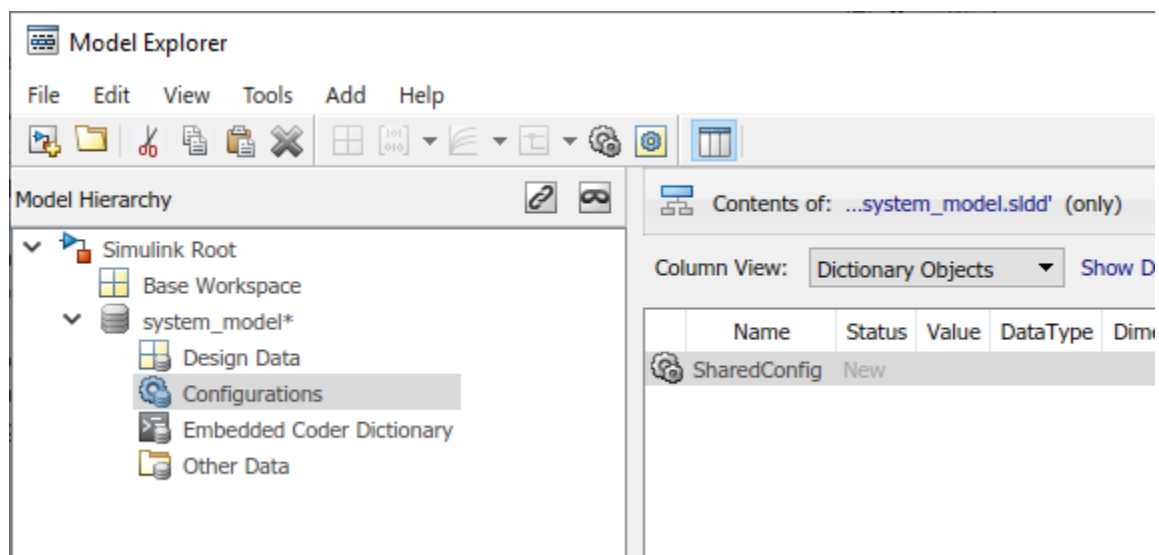 Model Explorer
File Edit View Tools Add Help
Model Hierarchy
Contents of: ...system_model.sldd' (only)
Simulink Root
Base Workspace
system_model*
Design Data
Configurations
Embedded Coder Dictionary
Other Data
Column View: Dictionary Objects Show D
Name Status Value DataType Dime
SharedConfig New